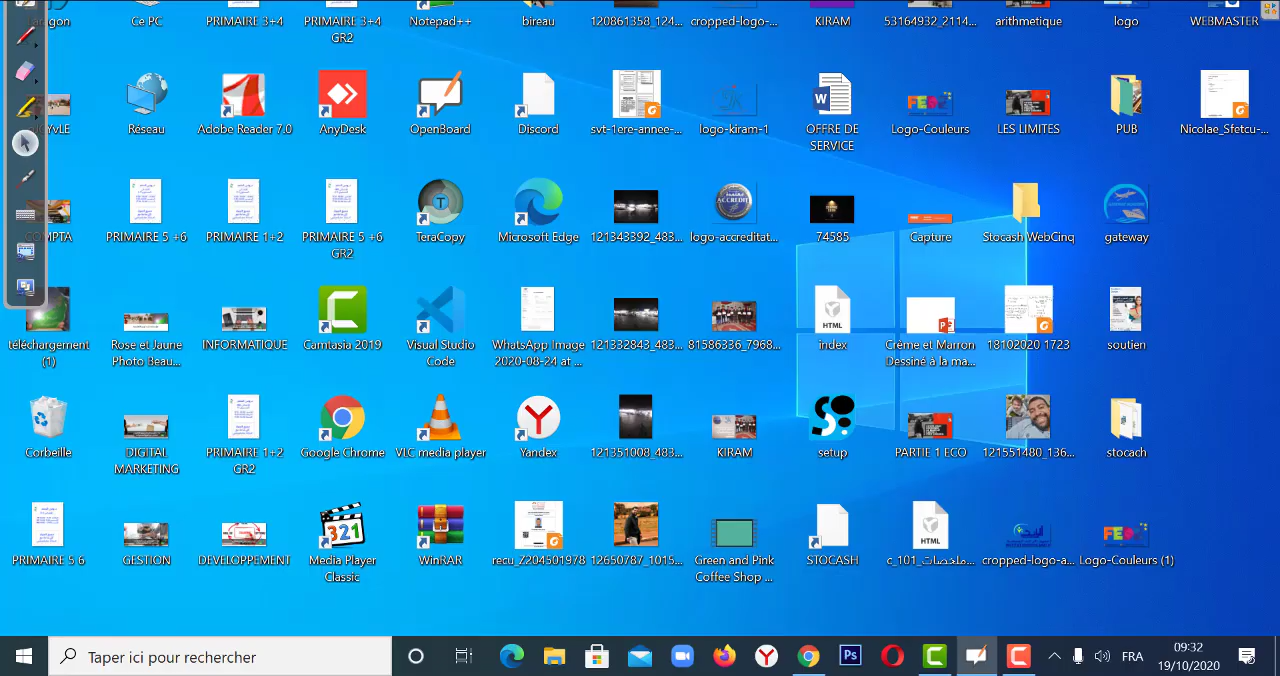 Ce PC
PRIMAIRE 3+4
PRIMAIRE 3+4
GR2
Notepad++
bireau
120861358_124...
cropped-logo-...
KIRAM
53164932_2114...
arithmetique
logo
WEBMASTER
Réseau
Adobe Reader 7.0
AnyDesk
OpenBoard
Discord
svt-1ere-annee-...
logo-kiram-1
OFFRE DE
SERVICE
Logo-Couleurs
LES LIMITES
PUB
Nicolae_Sfetcu-...
COMPTA
PRIMAIRE 5 +6
PRIMAIRE 1+2
PRIMAIRE 5 +6
GR2
TeraCopy
Microsoft Edge
121343392_483...
logo-accreditat...
74585
Capture
Stocash WebCinq
gateway
téléchargement
(1)
Rose et Jaune
Photo Beau...
INFORMATIQUE
Camtasia 2019
Visual Studio
Code
WhatsApp Image
2020-08-24 at ...
121332843_483...
81586336_7968...
HTML
index
Crème et Marron
Dessiné à la ma...
18102020 1723
soutien
Corbeille
DIGITAL
MARKETING
PRIMAIRE 1+2
GR2
Google Chrome
VLC media player
Yandex
121351008_483...
KIRAM
setup
PARTIE 1 ECO
121551480_136...
stocach
PRIMAIRE 5 6
GESTION
DEVELOPPEMENT
321
Media Player
Classic
WinRAR
recu_Z204501978
12650787_1015...
Green and Pink
Coffee Shop ...
STOCASH
HTML
c_101_ملخصات...
cropped-logo-a...
Logo-Couleurs (1)
Taper ici pour rechercher
Ps
FRA
09:32
19/10/2020